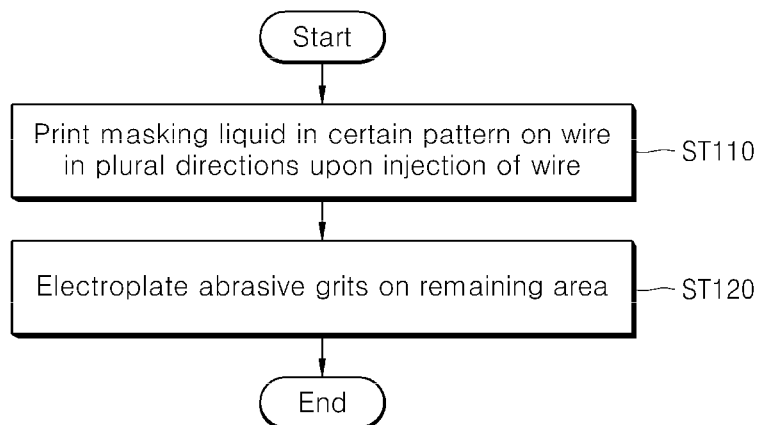 Start
Print masking liquid in certain pattern on wire
in plural directions upon injection of wire
ST110
Electroplate abrasive grits on remaining area
ST120
End